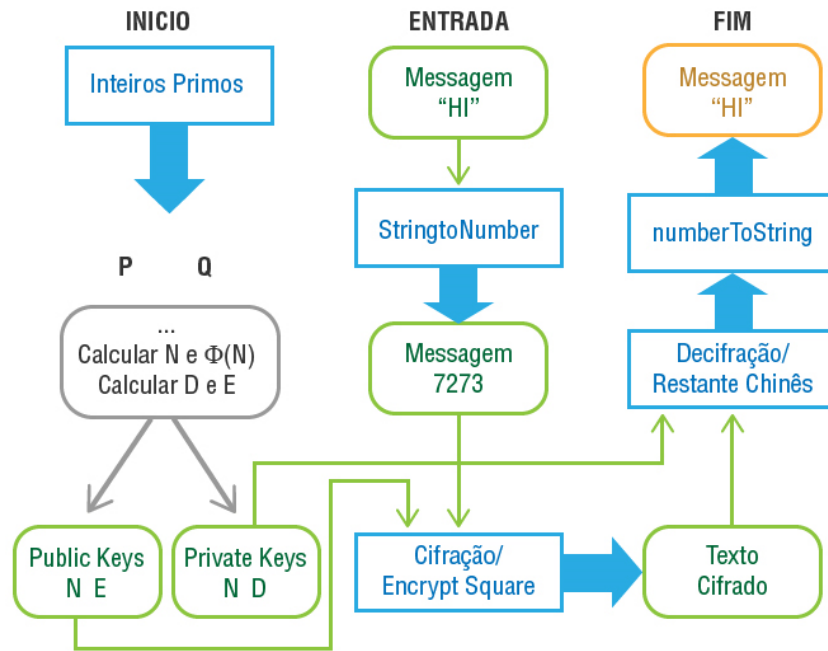 INICIO
Inteiros Primos
P Q
...
Calcular N e Φ(N)
Calcular D e E
Public Keys
N E
Private Keys
N D
ENTRADA
Messagem
“HI”
StringtoNumber
Messagem
7273
Cifração/
Encrypt Square
Texto
Cifrado
FIM
Messagem
“HI”
numberToString
Decifração/
Restante Chinês